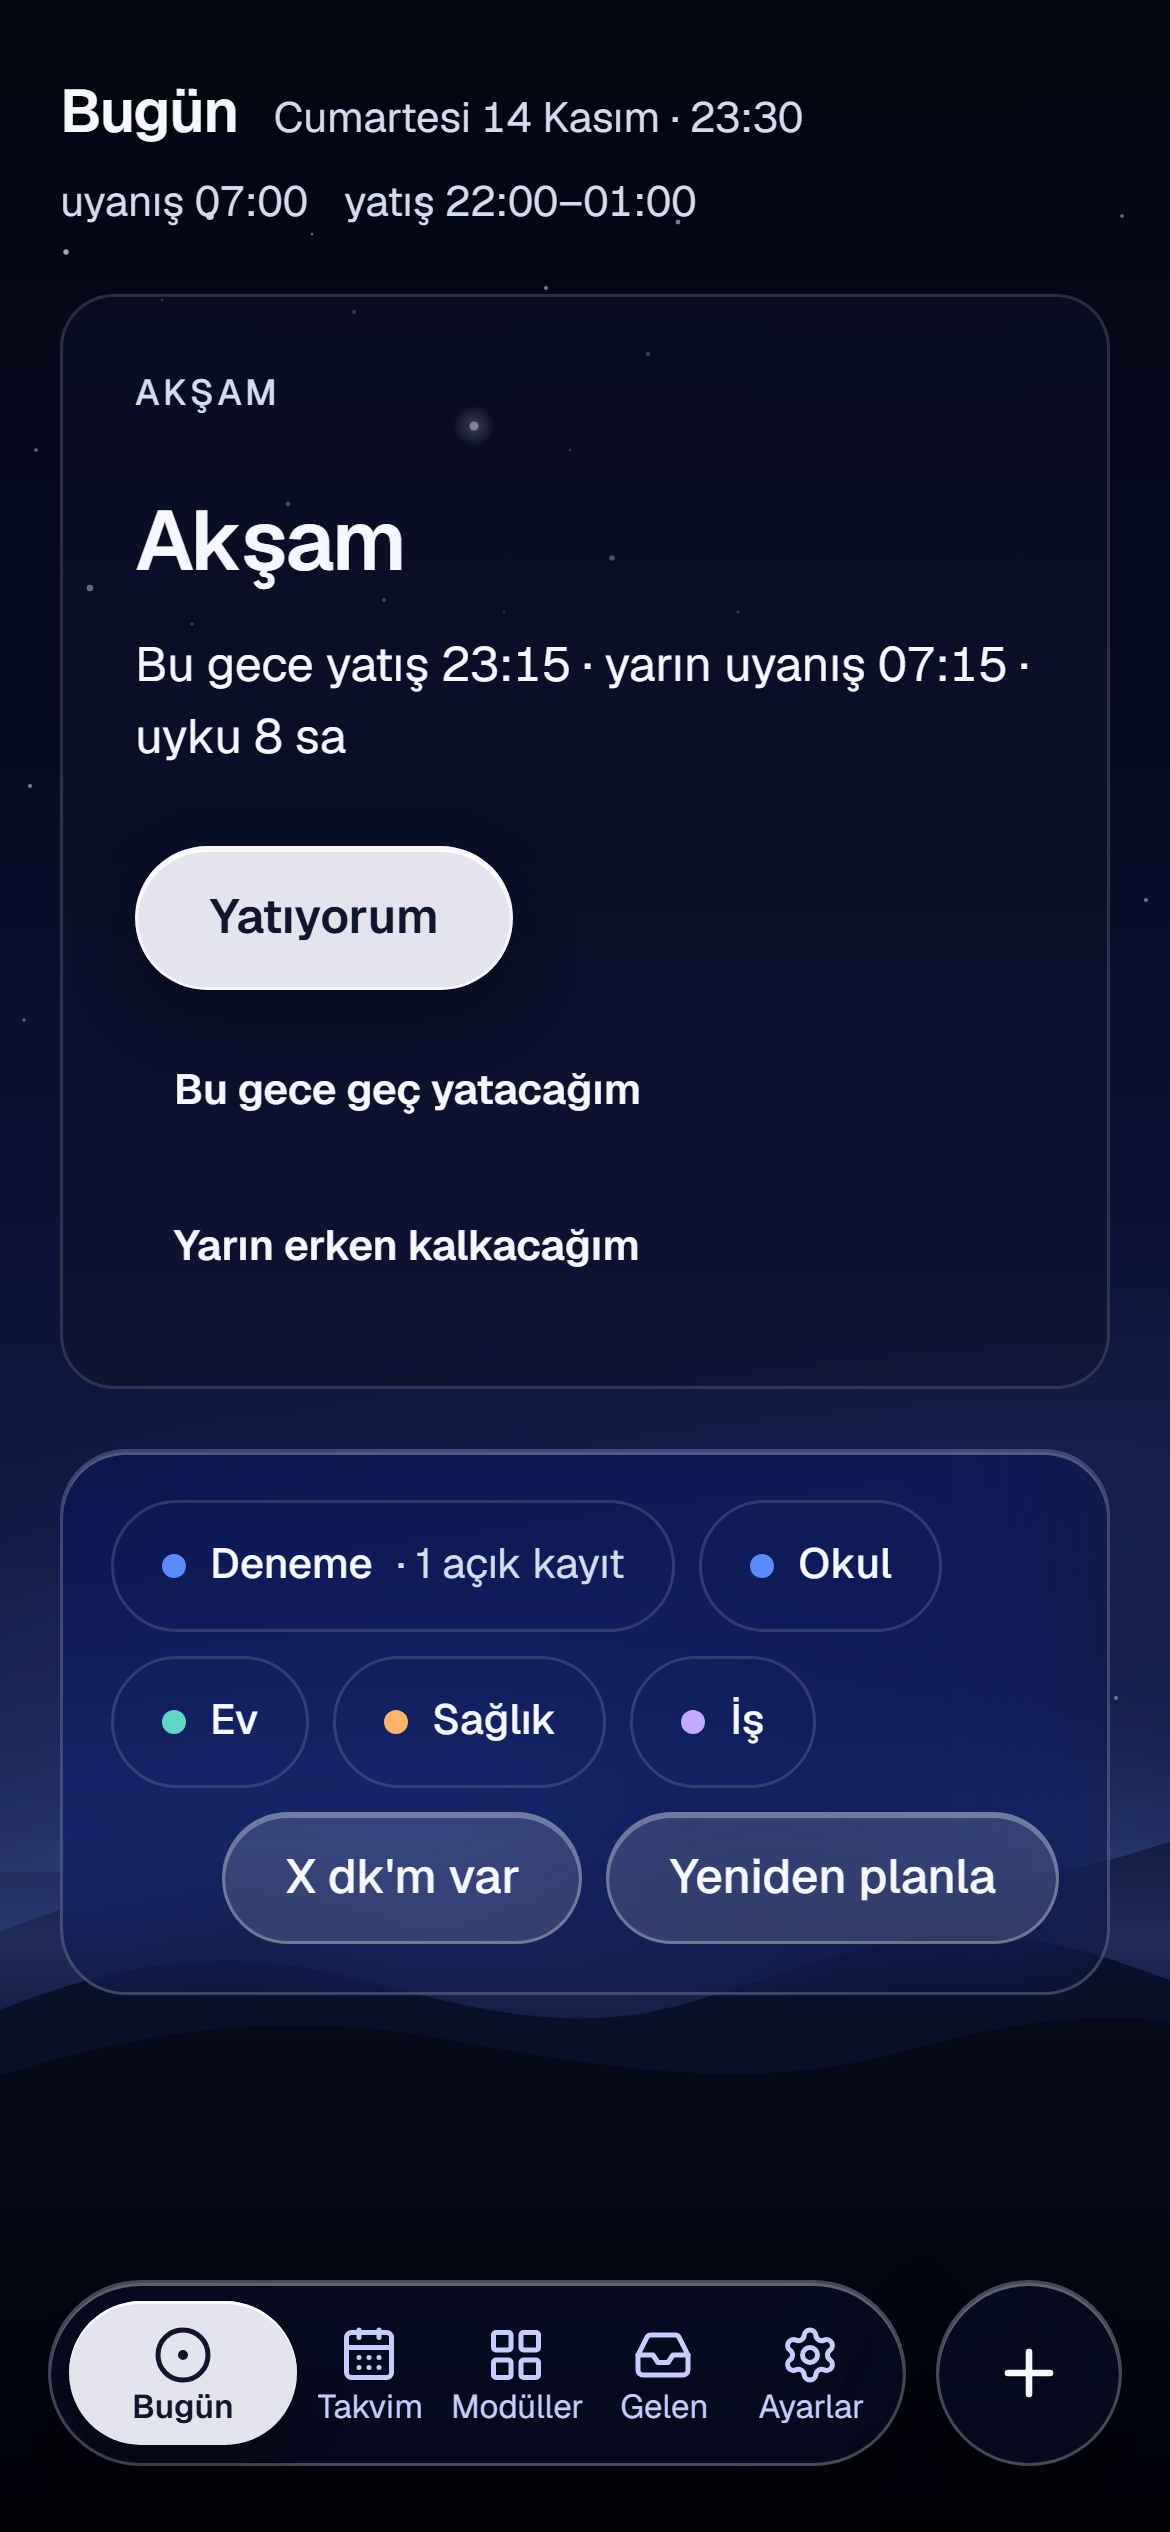 Bugün Cumartesi 14 Kasım · 23:30
uyanış 07:00 yatış 22:00–01:00
AKŞAM
Akşam
Bu gece yatış 23:15 · yarın uyanış 07:15 ·
uyku 8 sa
Yatıyorum
Bu gece geç yatacağım
Yarın erken kalkacağım
Deneme · 1 açık kayıt Okul
Ev Sağlık İş
X dk'm var Yeniden planla
Bugün Takvim Modüller Gelen Ayarlar